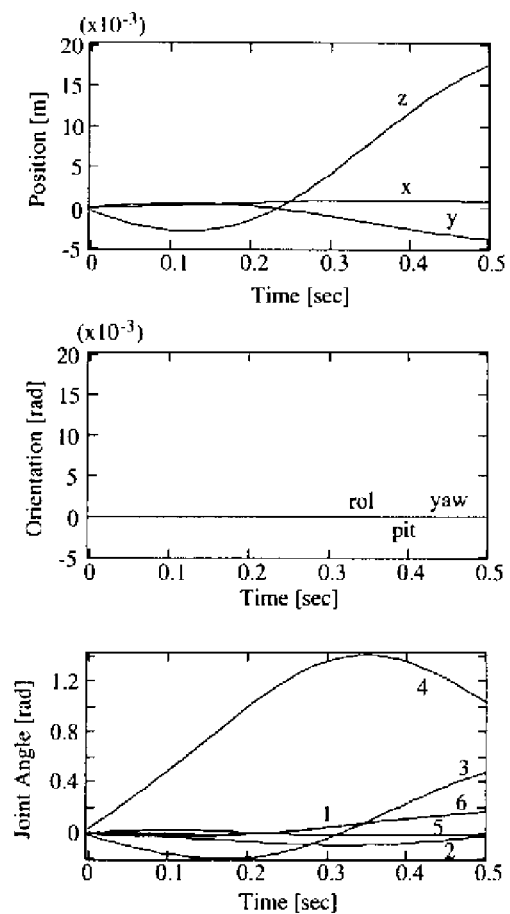 (x10⁻³)
20
15
10
5
0
-5
Position [m]
z
x
y
0 0.1 0.2 0.3 0.4 0.5
Time [sec]
(x10⁻³)
20
15
10
5
0
-5
Orientation [rad]
rol yaw
pit
0 0.1 0.2 0.3 0.4 0.5
Time [sec]
1.2
0.8
0.4
0
Joint Angle [rad]
4
3
6
1
5
2
0 0.1 0.2 0.3 0.4 0.5
Time [sec]